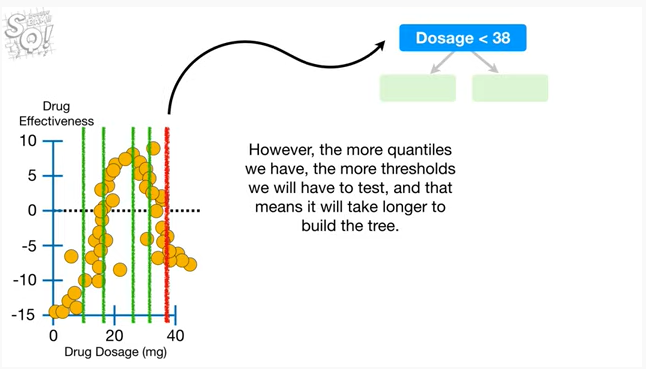 SQ!
Dosage < 38
Drug
Effectiveness
10
5
0
-5
-10
-15
0
20
40
Drug Dosage (mg)
However, the more quantiles
we have, the more thresholds
we will have to test, and that
means it will take longer to
build the tree.